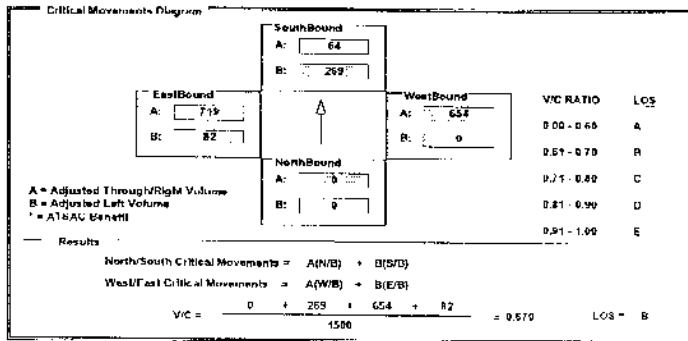 Critical Movements Diagram
SouthBound
A: 64
B: 269
EastBound
A: 719
B: 82
WestBound
A: 654
B: 0
NorthBound
A: 0
B: 0
V/C RATIO LOS
0.00 - 0.60 A
0.61 - 0.70 B
0.71 - 0.80 C
0.81 - 0.90 D
0.91 - 1.00 E
A = Adjusted Through/Right Volume
B = Adjusted Left Volume
* = ATSAC Benefit
Results
North/South Critical Movements = A(N/B) + B(S/B)
West/East Critical Movements = A(W/B) + B(E/B)
V/C = 0 + 269 + 654 + 82 = 0.670 LOS = B
1500